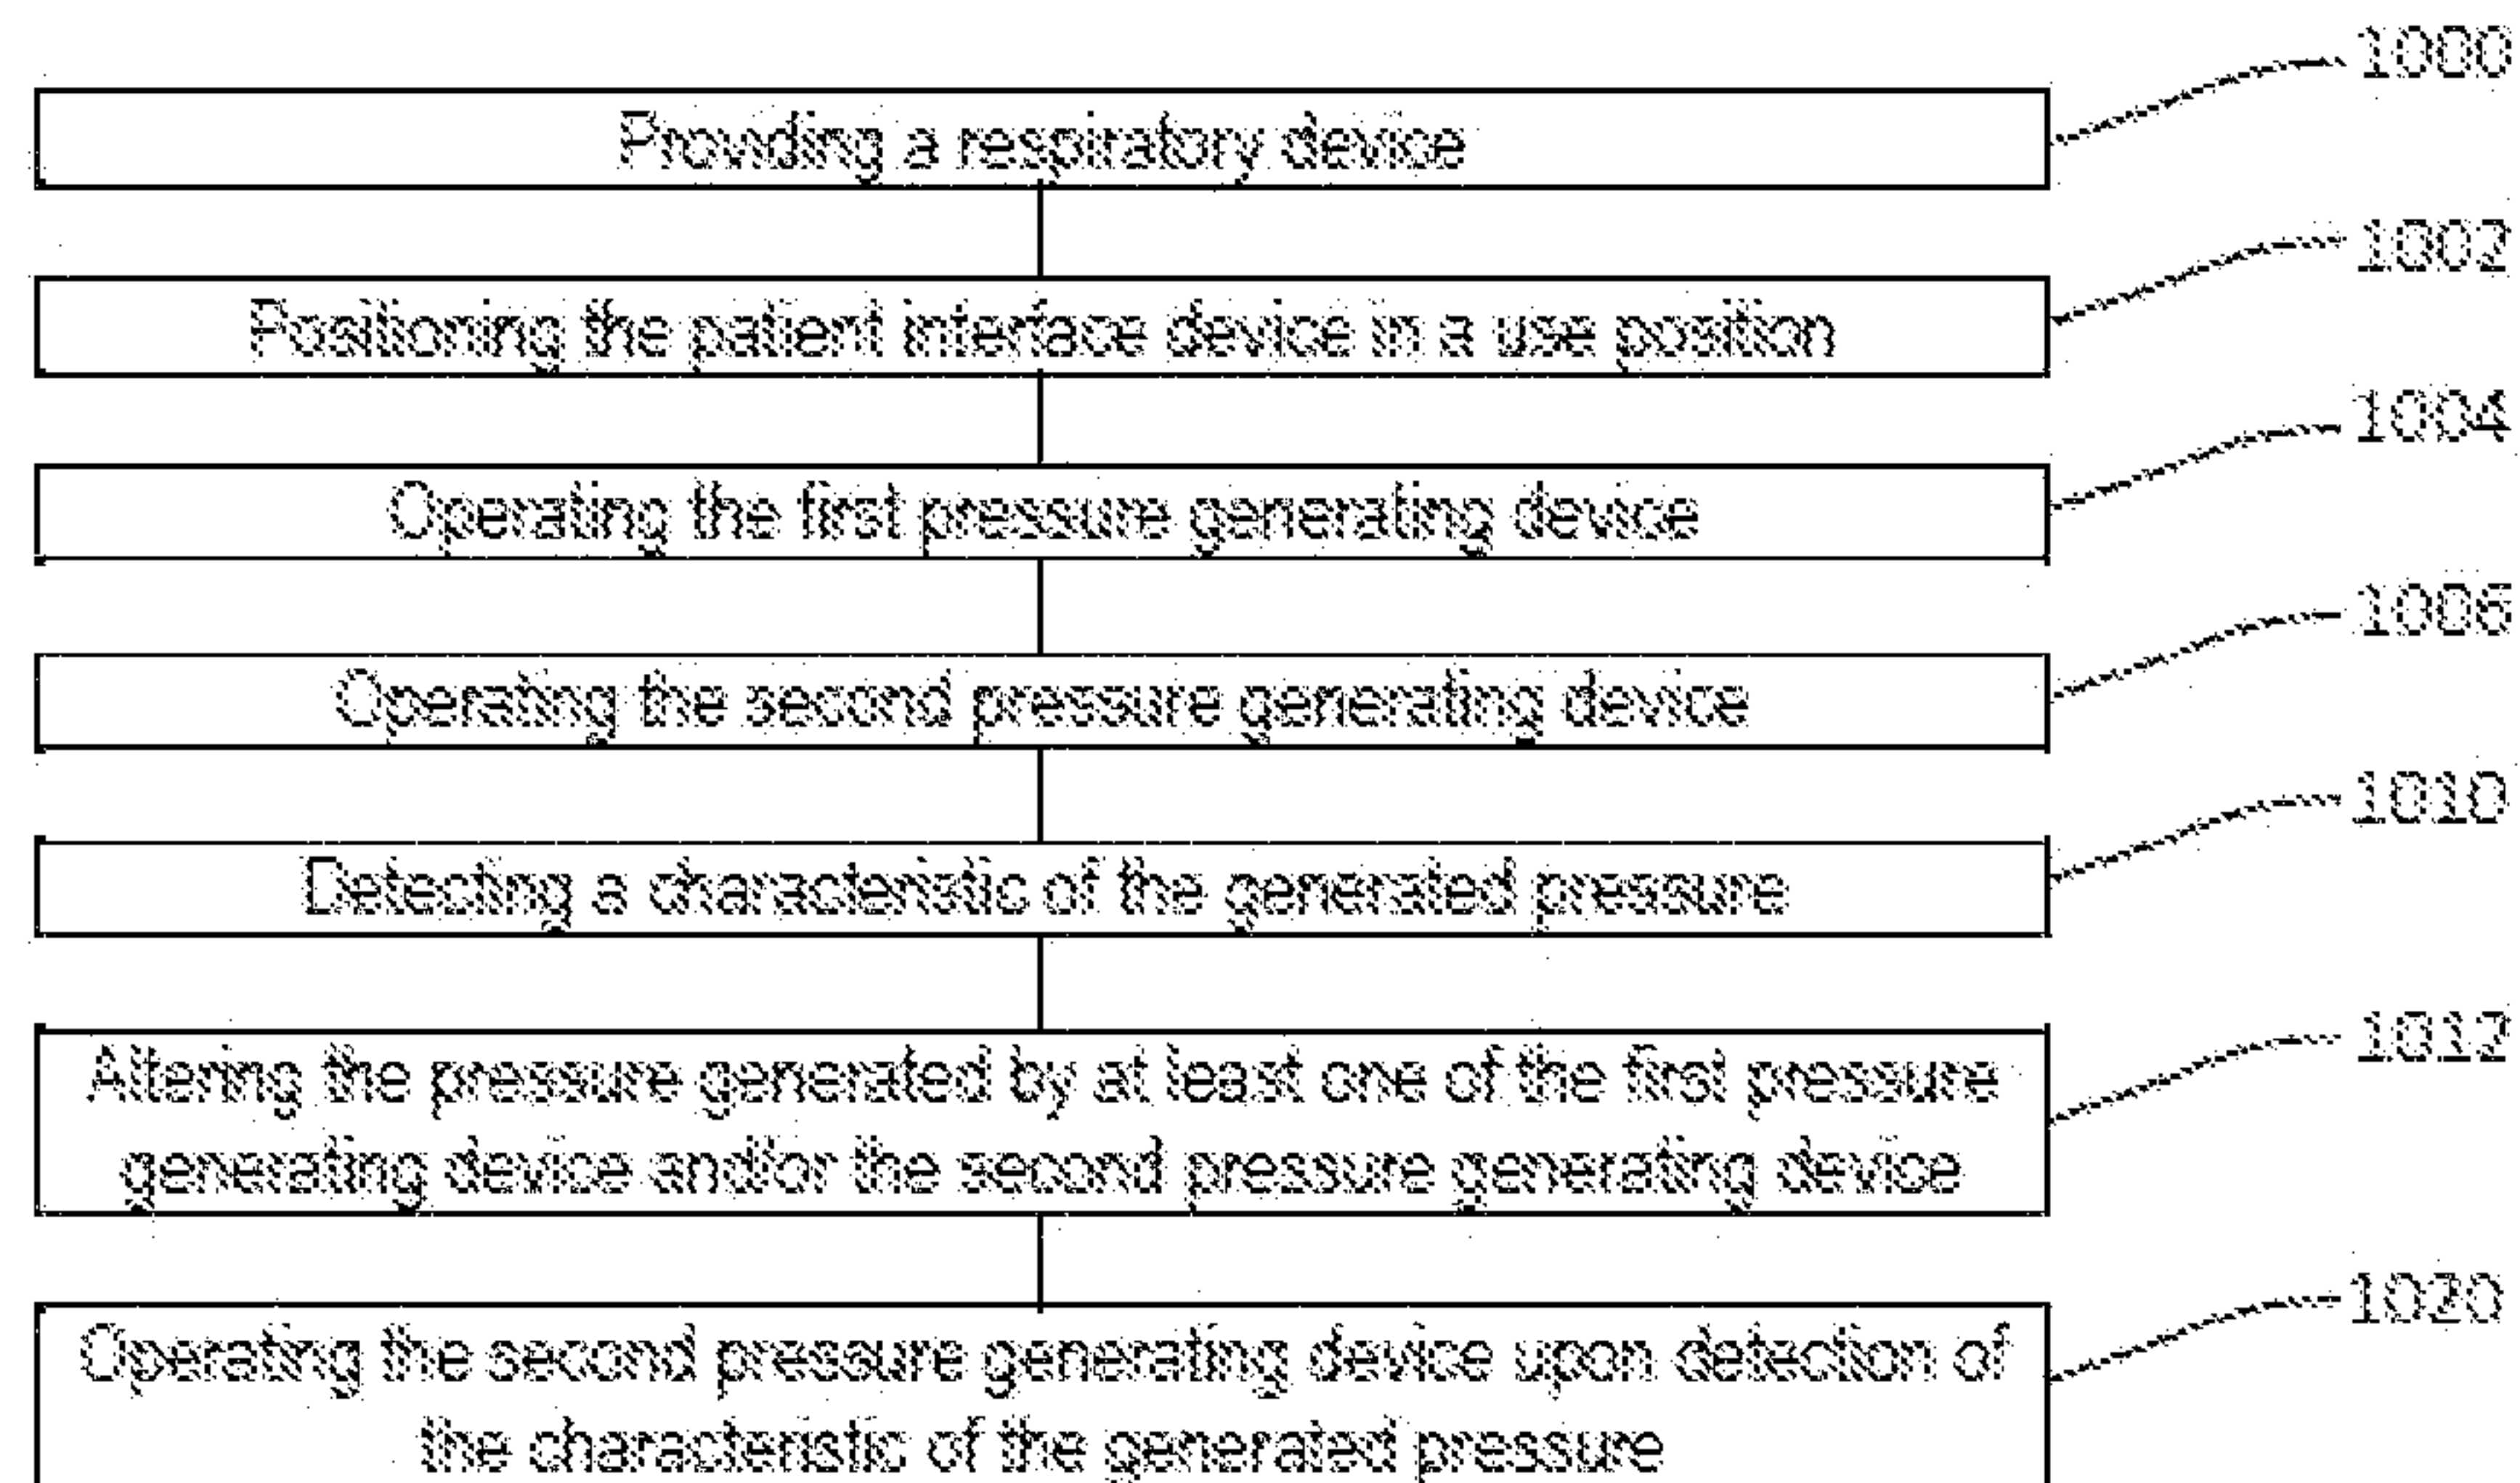 1000
Providing a respiratory device
1002
Positioning the patient interface device in a use position
1004
Operating the first pressure generating device
1006
Operating the second pressure generating device
1010
Detecting a characteristic of the generated pressure
1012
Altering the pressure generated by at least one of the first pressure
generating device and/or the second pressure generating device
1020
Operating the second pressure generating device upon detection of
the characteristic of the generated pressure